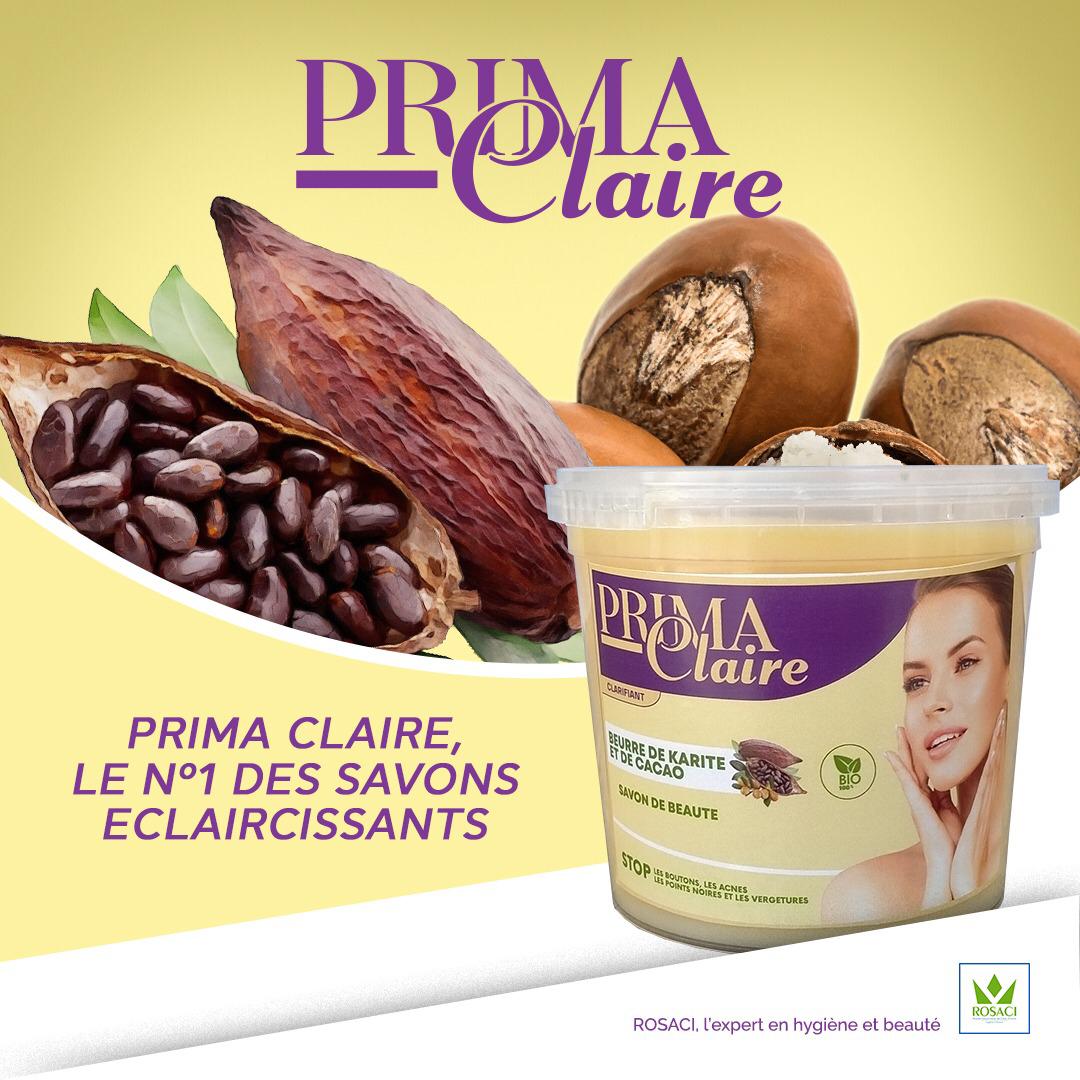 PRIMA
Claire
PRIMA
Claire
CLARIFIANT
BEURRE DE KARITE
ET DE CACAO
BIO
100%
SAVON DE BEAUTE
STOP LES BOUTONS, LES ACNES
LES POINTS NOIRES ET LES VERGETURES
PRIMA CLAIRE,
LE Nº1 DES SAVONS
ECLAIRCISSANTS
ROSACI, l'expert en hygiène et beauté
ROSACI